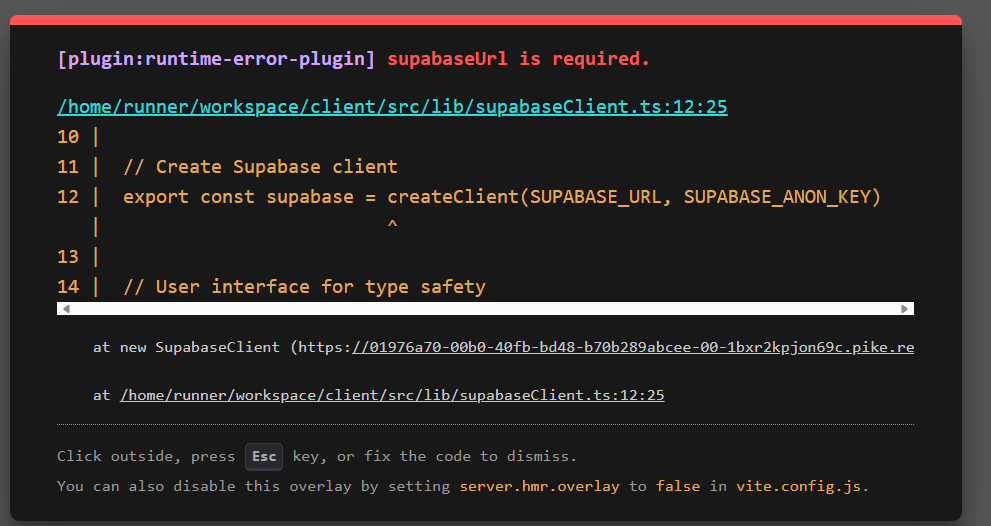 [plugin:runtime-error-plugin] supabaseUrl is required.
/home/runner/workspace/client/src/lib/supabaseClient.ts:12:25
10 |
11 |  // Create Supabase client
12 |  export const supabase = createClient(SUPABASE_URL, SUPABASE_ANON_KEY)
   |                          ^
13 |
14 |  // User interface for type safety
at new SupabaseClient (https://01976a70-00b0-40fb-bd48-b70b289abcee-00-1bxr2kpjon69c.pike.re
at /home/runner/workspace/client/src/lib/supabaseClient.ts:12:25
Click outside, press Esc key, or fix the code to dismiss.
You can also disable this overlay by setting server.hmr.overlay to false in vite.config.js.